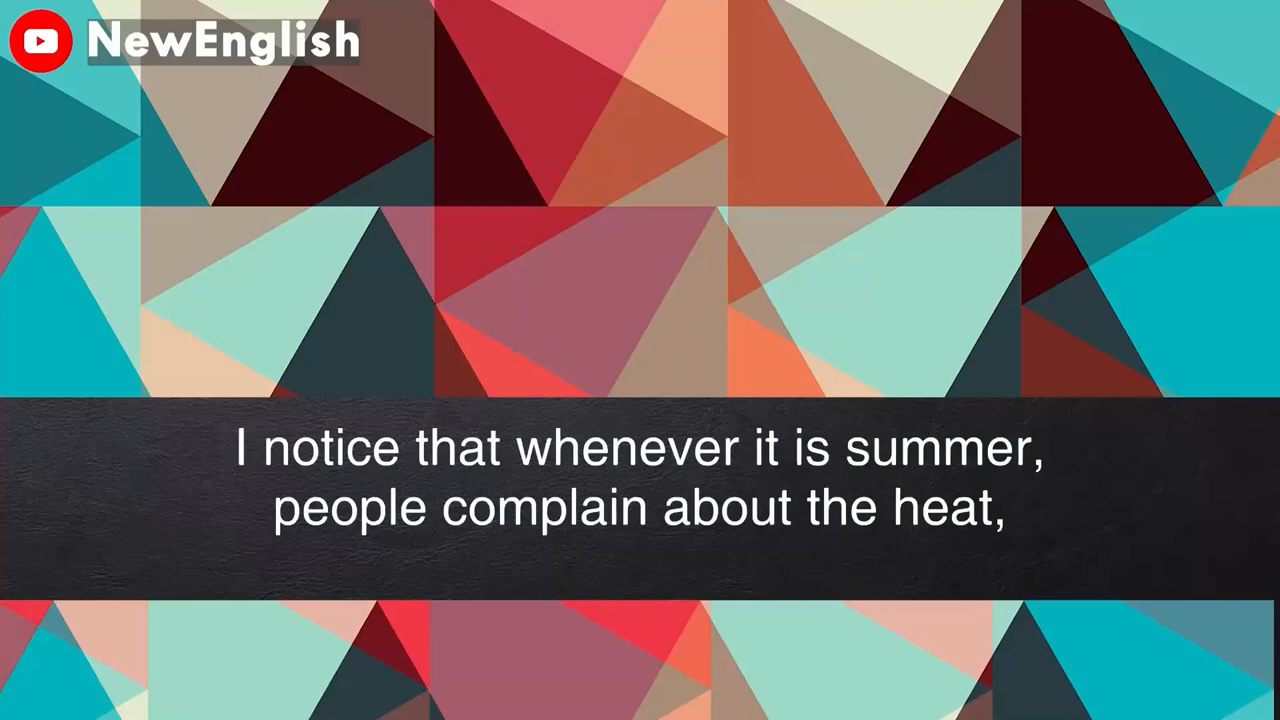 NewEnglish
I notice that whenever it is summer,
people complain about the heat,